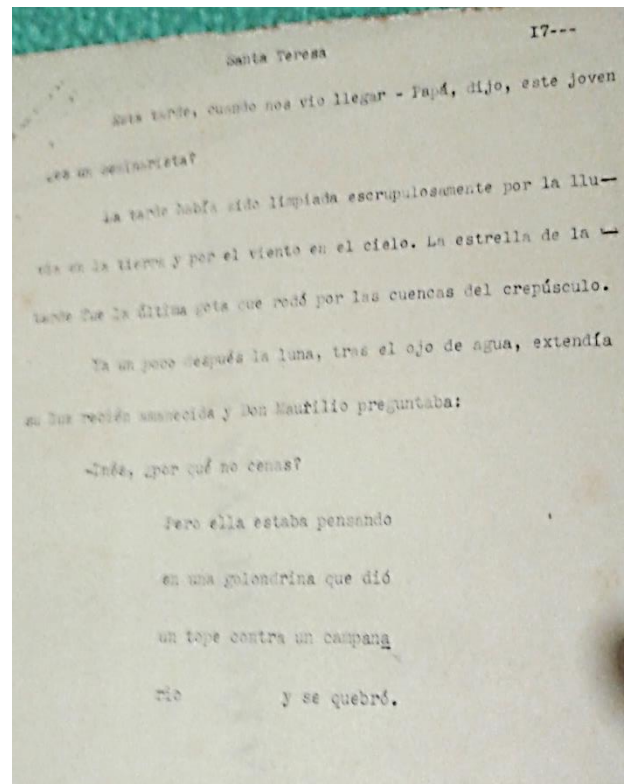 I7---
Santa Teresa
Esta tarde, cuando nos vio llegar - Papá, dijo, este joven
¿es un seminarista?
La tarde había sido limpiada escrupulosamente por la llu-
via en la tierra y por el viento en el cielo. La estrella de la -
tarde fue la última gota que rodó por las cuencas del crepúsculo.
Ya un poco después la luna, tras el ojo de agua, extendía
su luz recién amanecida y Don Maurilio preguntaba:
-Inés, ¿por qué no cenas?
Pero ella estaba pensando
en una golondrina que dió
un tope contra un campana
rio y se quebró.